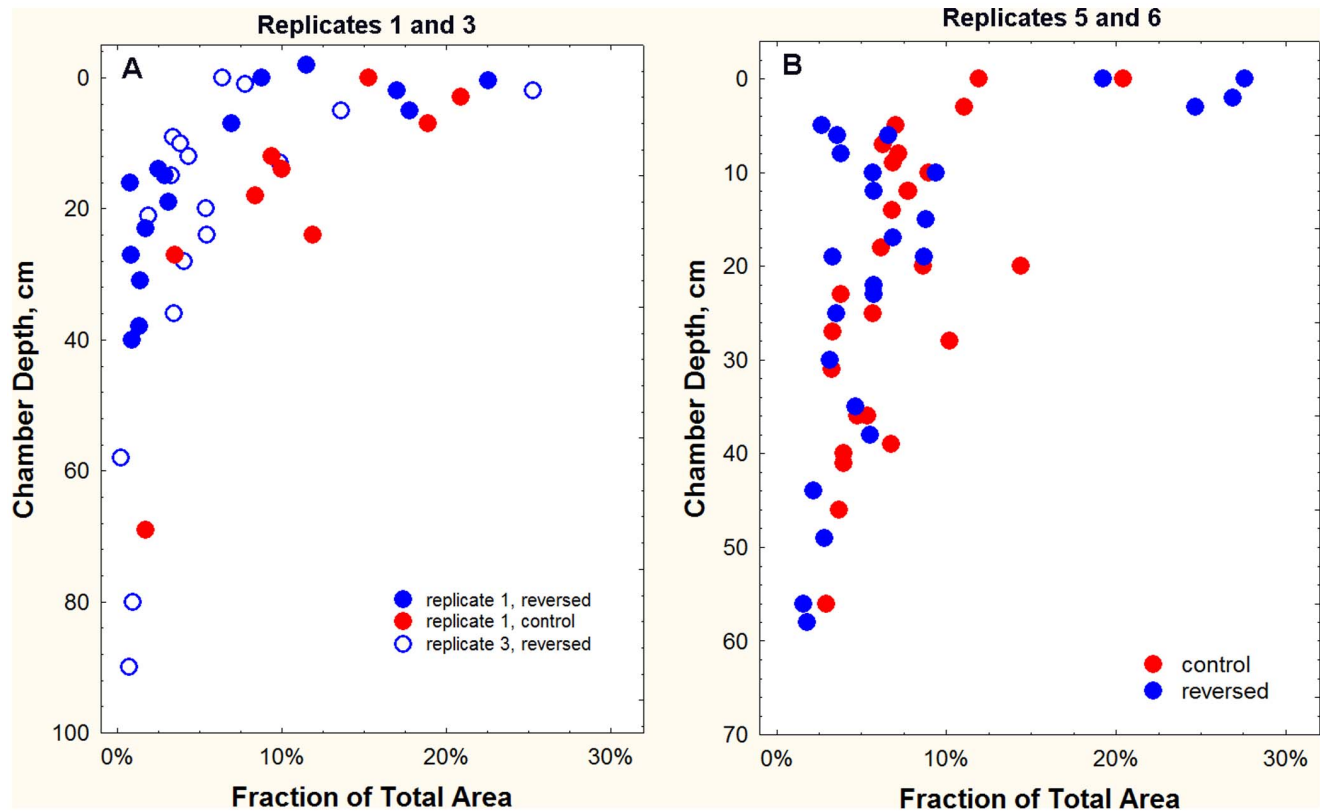 Replicates 1 and 3
A
0
20
40
60
80
100
Chamber Depth, cm
replicate 1, reversed
replicate 1, control
replicate 3, reversed
0%
10%
20%
30%
Fraction of Total Area
Replicates 5 and 6
B
0
10
20
30
40
50
60
70
Chamber Depth, cm
control
reversed
0%
10%
20%
30%
Fraction of Total Area